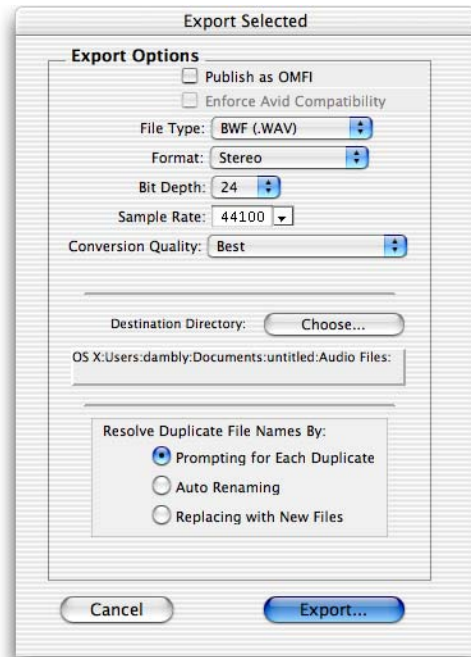 Export Selected
Export Options
Publish as OMFI
Enforce Avid Compatibility
File Type: BWF (.WAV)
Format: Stereo
Bit Depth: 24
Sample Rate: 44100
Conversion Quality: Best
Destination Directory: Choose...
OS X:Users:dambly:Documents:untitled:Audio Files:
Resolve Duplicate File Names By:
Prompting for Each Duplicate
Auto Renaming
Replacing with New Files
Cancel Export...